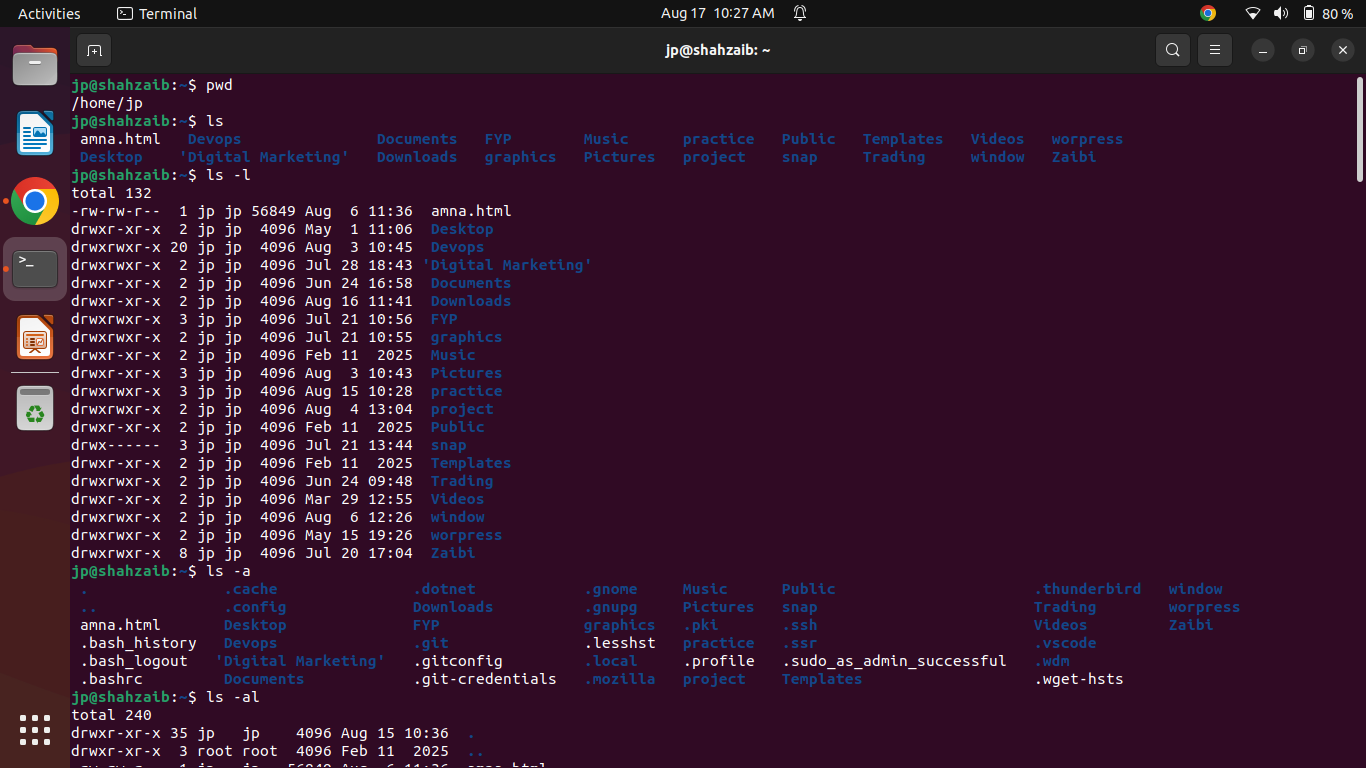 Activities Terminal Aug 17 10:27 AM 80 %
jp@shahzaib: ~
jp@shahzaib:~$ pwd
/home/jp
jp@shahzaib:~$ ls
 amna.html   Devops               Documents   FYP        Music      practice   Public   Templates   Videos   worpress
 Desktop    'Digital Marketing'   Downloads   graphics   Pictures   project    snap     Trading     window   Zaibi
jp@shahzaib:~$ ls -l
total 132
-rw-rw-r--  1 jp jp 56849 Aug  6 11:36  amna.html
drwxr-xr-x  2 jp jp  4096 May  1 11:06  Desktop
drwxrwxr-x 20 jp jp  4096 Aug  3 10:45  Devops
drwxrwxr-x  2 jp jp  4096 Jul 28 18:43 'Digital Marketing'
drwxr-xr-x  2 jp jp  4096 Jun 24 16:58  Documents
drwxr-xr-x  2 jp jp  4096 Aug 16 11:41  Downloads
drwxrwxr-x  3 jp jp  4096 Jul 21 10:56  FYP
drwxrwxr-x  2 jp jp  4096 Jul 21 10:55  graphics
drwxr-xr-x  2 jp jp  4096 Feb 11  2025  Music
drwxr-xr-x  3 jp jp  4096 Aug  3 10:43  Pictures
drwxrwxr-x  3 jp jp  4096 Aug 15 10:28  practice
drwxrwxr-x  2 jp jp  4096 Aug  4 13:04  project
drwxr-xr-x  2 jp jp  4096 Feb 11  2025  Public
drwx------  3 jp jp  4096 Jul 21 13:44  snap
drwxr-xr-x  2 jp jp  4096 Feb 11  2025  Templates
drwxrwxr-x  2 jp jp  4096 Jun 24 09:48  Trading
drwxr-xr-x  2 jp jp  4096 Mar 29 12:55  Videos
drwxrwxr-x  2 jp jp  4096 Aug  6 12:26  window
drwxrwxr-x  2 jp jp  4096 May 15 19:26  worpress
drwxrwxr-x  8 jp jp  4096 Jul 20 17:04  Zaibi
jp@shahzaib:~$ ls -a
 .               .cache               .dotnet            .gnome     Music      Public                      .thunderbird   window
 ..              .config              Downloads          .gnupg     Pictures   snap                        Trading        worpress
 amna.html       Desktop              FYP                graphics   .pki       .ssh                        Videos         Zaibi
 .bash_history   Devops               .git               .lesshst   practice   .ssr                        .vscode
 .bash_logout   'Digital Marketing'   .gitconfig         .local     .profile   .sudo_as_admin_successful   .wdm
 .bashrc         Documents            .git-credentials   .mozilla   project    Templates                   .wget-hsts
jp@shahzaib:~$ ls -al
total 240
drwxr-xr-x 35 jp   jp    4096 Aug 15 10:36  .
drwxr-xr-x  3 root root  4096 Feb 11  2025  ..
-rw-rw-r--  1 jp   jp   56849 Aug  6 11:36  amna.html